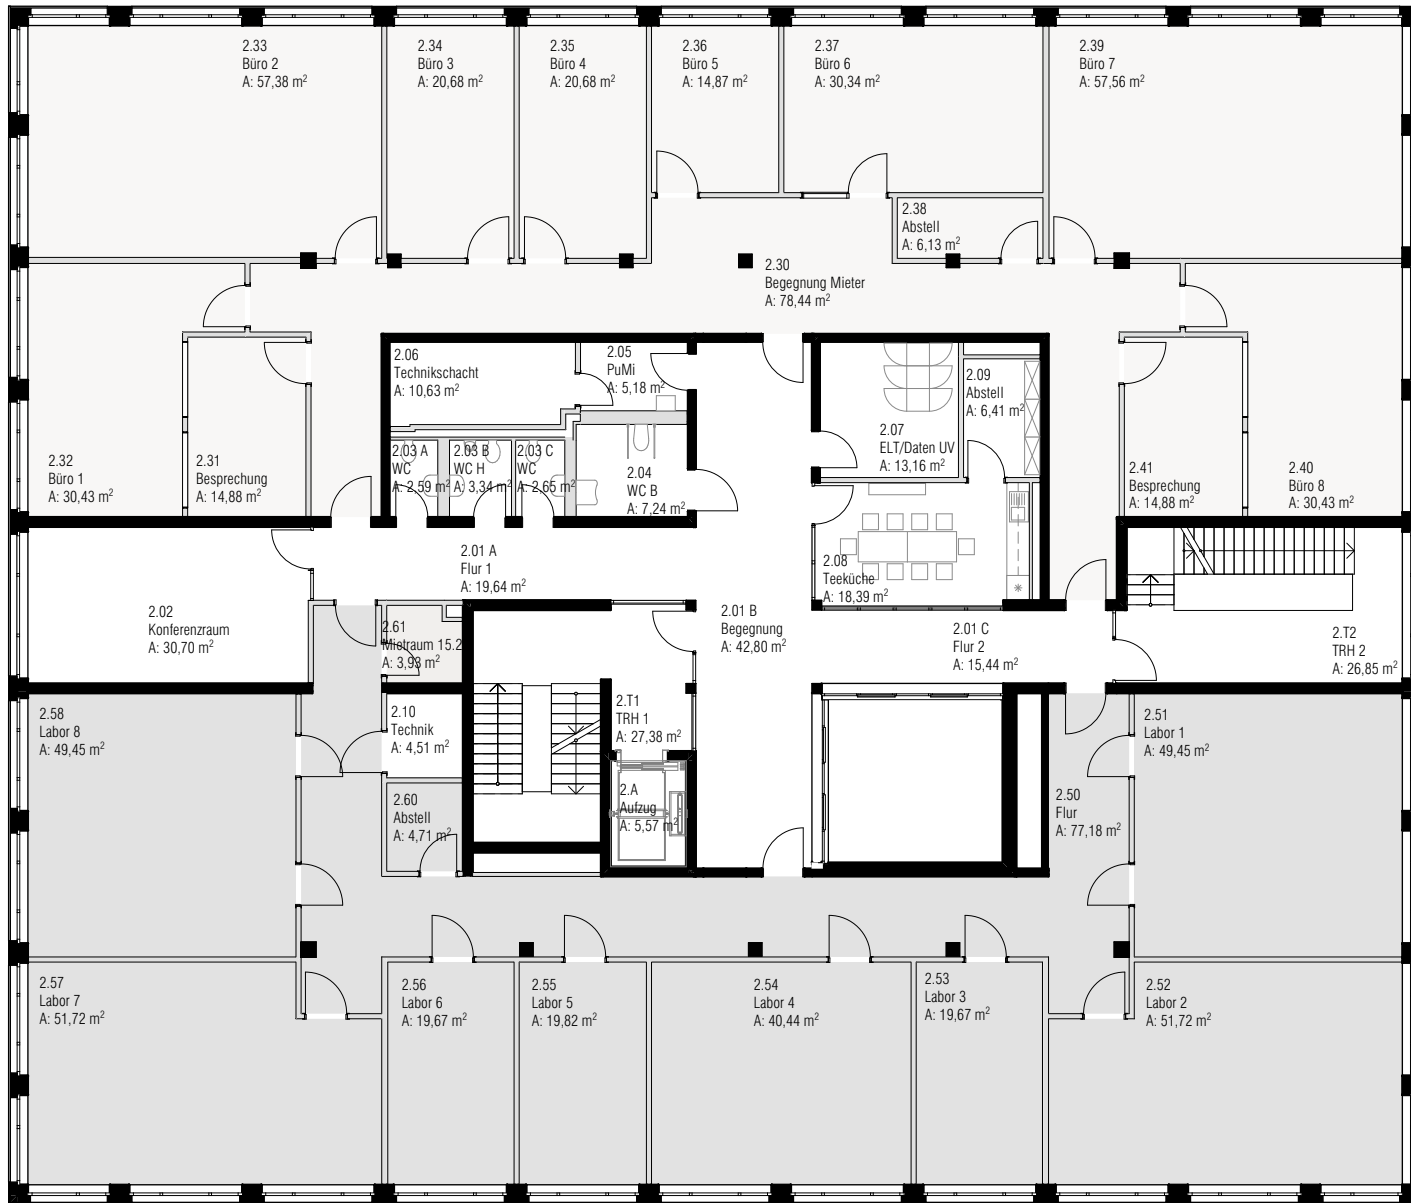 2.33
Büro 2
A: 57,38 m²
2.34
Büro 3
A: 20,68 m²
2.35
Büro 4
A: 20,68 m²
2.36
Büro 5
A: 14,87 m²
2.37
Büro 6
A: 30,34 m²
2.39
Büro 7
A: 57,56 m²
2.38
Abstell
A: 6,13 m²
2.30
Begegnung Mieter
A: 78,44 m²
2.06
Technikschacht
A: 10,63 m²
2.05
PuMi
A: 5,18 m²
2.09
Abstell
A: 6,41 m²
2.07
ELT/Daten UV
A: 13,16 m²
2.32
Büro 1
A: 30,43 m²
2.31
Besprechung
A: 14,88 m²
2.03 A
WC
A: 2,59 m²
2.03 B
WC H
A: 3,34 m²
2.03 C
WC
A: 2,65 m²
2.04
WC B
A: 7,24 m²
2.41
Besprechung
A: 14,88 m²
2.40
Büro 8
A: 30,43 m²
2.01 A
Flur 1
A: 19,64 m²
2.08
Teeküche
A: 18,39 m²
2.02
Konferenzraum
A: 30,70 m²
2.61
Mietraum 15.2
A: 3,93 m²
2.01 B
Begegnung
A: 42,80 m²
2.01 C
Flur 2
A: 15,44 m²
2.T2
TRH 2
A: 26,85 m²
2.58
Labor 8
A: 49,45 m²
2.10
Technik
A: 4,51 m²
2.T1
TRH 1
A: 27,38 m²
2.51
Labor 1
A: 49,45 m²
2.60
Abstell
A: 4,71 m²
2.A
Aufzug
A: 5,57 m²
2.50
Flur
A: 77,18 m²
2.57
Labor 7
A: 51,72 m²
2.56
Labor 6
A: 19,67 m²
2.55
Labor 5
A: 19,82 m²
2.54
Labor 4
A: 40,44 m²
2.53
Labor 3
A: 19,67 m²
2.52
Labor 2
A: 51,72 m²